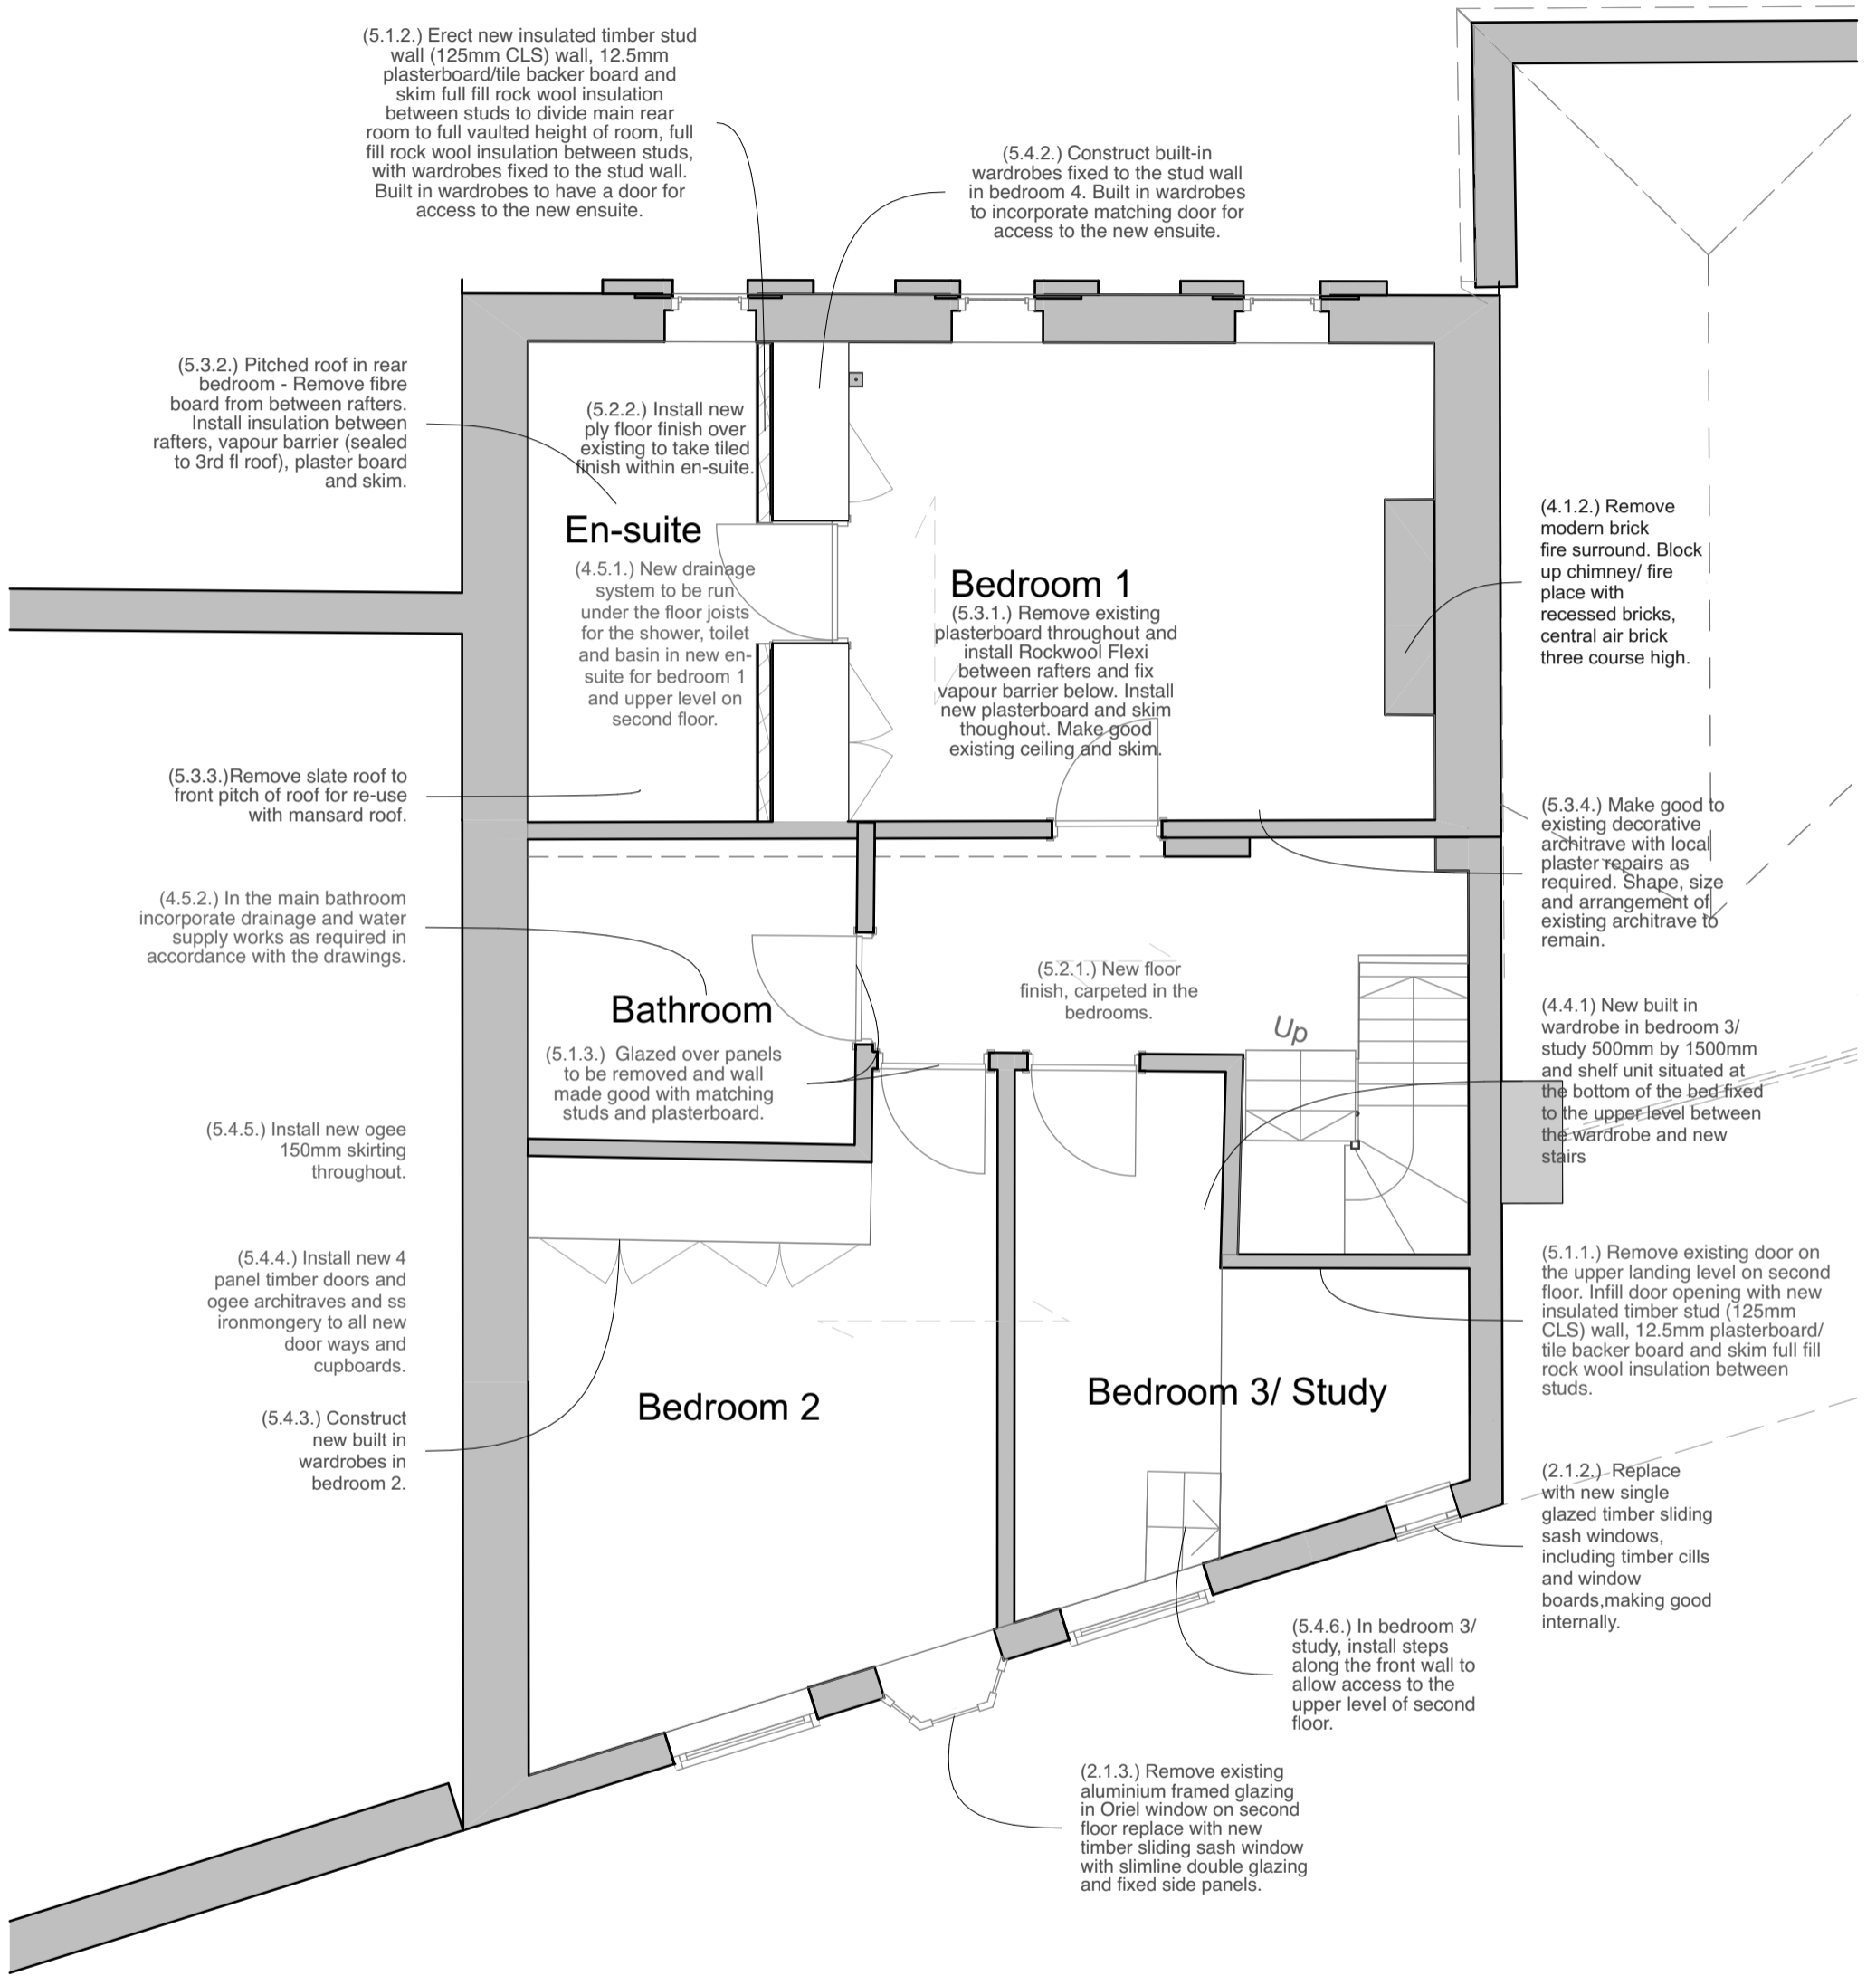 (5.1.2.) Erect new insulated timber stud
wall (125mm CLS) wall, 12.5mm
plasterboard/tile backer board and
skim full fill rock wool insulation
between studs to divide main rear
room to full vaulted height of room, full
fill rock wool insulation between studs,
with wardrobes fixed to the stud wall.
Built in wardrobes to have a door for
access to the new ensuite.
(5.4.2.) Construct built-in
wardrobes fixed to the stud wall
in bedroom 4. Built in wardrobes
to incorporate matching door for
access to the new ensuite.
(5.3.2.) Pitched roof in rear
bedroom - Remove fibre
board from between rafters.
Install insulation between
rafters, vapour barrier (sealed
to 3rd fl roof), plaster board
and skim.
(5.2.2.) Install new
ply floor finish over
existing to take tiled
finish within en-suite.
En-suite
(4.5.1.) New drainage
system to be run
under the floor joists
for the shower, toilet
and basin in new en-
suite for bedroom 1
and upper level on
second floor.
Bedroom 1
(5.3.1.) Remove existing
plasterboard throughout and
install Rockwool Flexi
between rafters and fix
vapour barrier below. Install
new plasterboard and skim
thoughout. Make good
existing ceiling and skim.
(4.1.2.) Remove
modern brick
fire surround. Block
up chimney/ fire
place with
recessed bricks,
central air brick
three course high.
(5.3.3.)Remove slate roof to
front pitch of roof for re-use
with mansard roof.
(5.3.4.) Make good to
existing decorative
architrave with local
plaster repairs as
required. Shape, size
and arrangement of
existing architrave to
remain.
(4.5.2.) In the main bathroom
incorporate drainage and water
supply works as required in
accordance with the drawings.
Bathroom
(5.1.3.)  Glazed over panels
to be removed and wall
made good with matching
studs and plasterboard.
(5.2.1.) New floor
finish, carpeted in the
bedrooms.
Up
(4.4.1) New built in
wardrobe in bedroom 3/
study 500mm by 1500mm
and shelf unit situated at
the bottom of the bed fixed
to the upper level between
the wardrobe and new
stairs
(5.4.5.) Install new ogee
150mm skirting
throughout.
(5.4.4.) Install new 4
panel timber doors and
ogee architraves and ss
ironmongery to all new
door ways and
cupboards.
(5.1.1.) Remove existing door on
the upper landing level on second
floor. Infill door opening with new
insulated timber stud (125mm
CLS) wall, 12.5mm plasterboard/
tile backer board and skim full fill
rock wool insulation between
studs.
Bedroom 2
Bedroom 3/ Study
(5.4.3.) Construct
new built in
wardrobes in
bedroom 2.
(2.1.2.)  Replace
with new single
glazed timber sliding
sash windows,
including timber cills
and window
boards,making good
internally.
(5.4.6.) In bedroom 3/
study, install steps
along the front wall to
allow access to the
upper level of second
floor.
(2.1.3.) Remove existing
aluminium framed glazing
in Oriel window on second
floor replace with new
timber sliding sash window
with slimline double glazing
and fixed side panels.